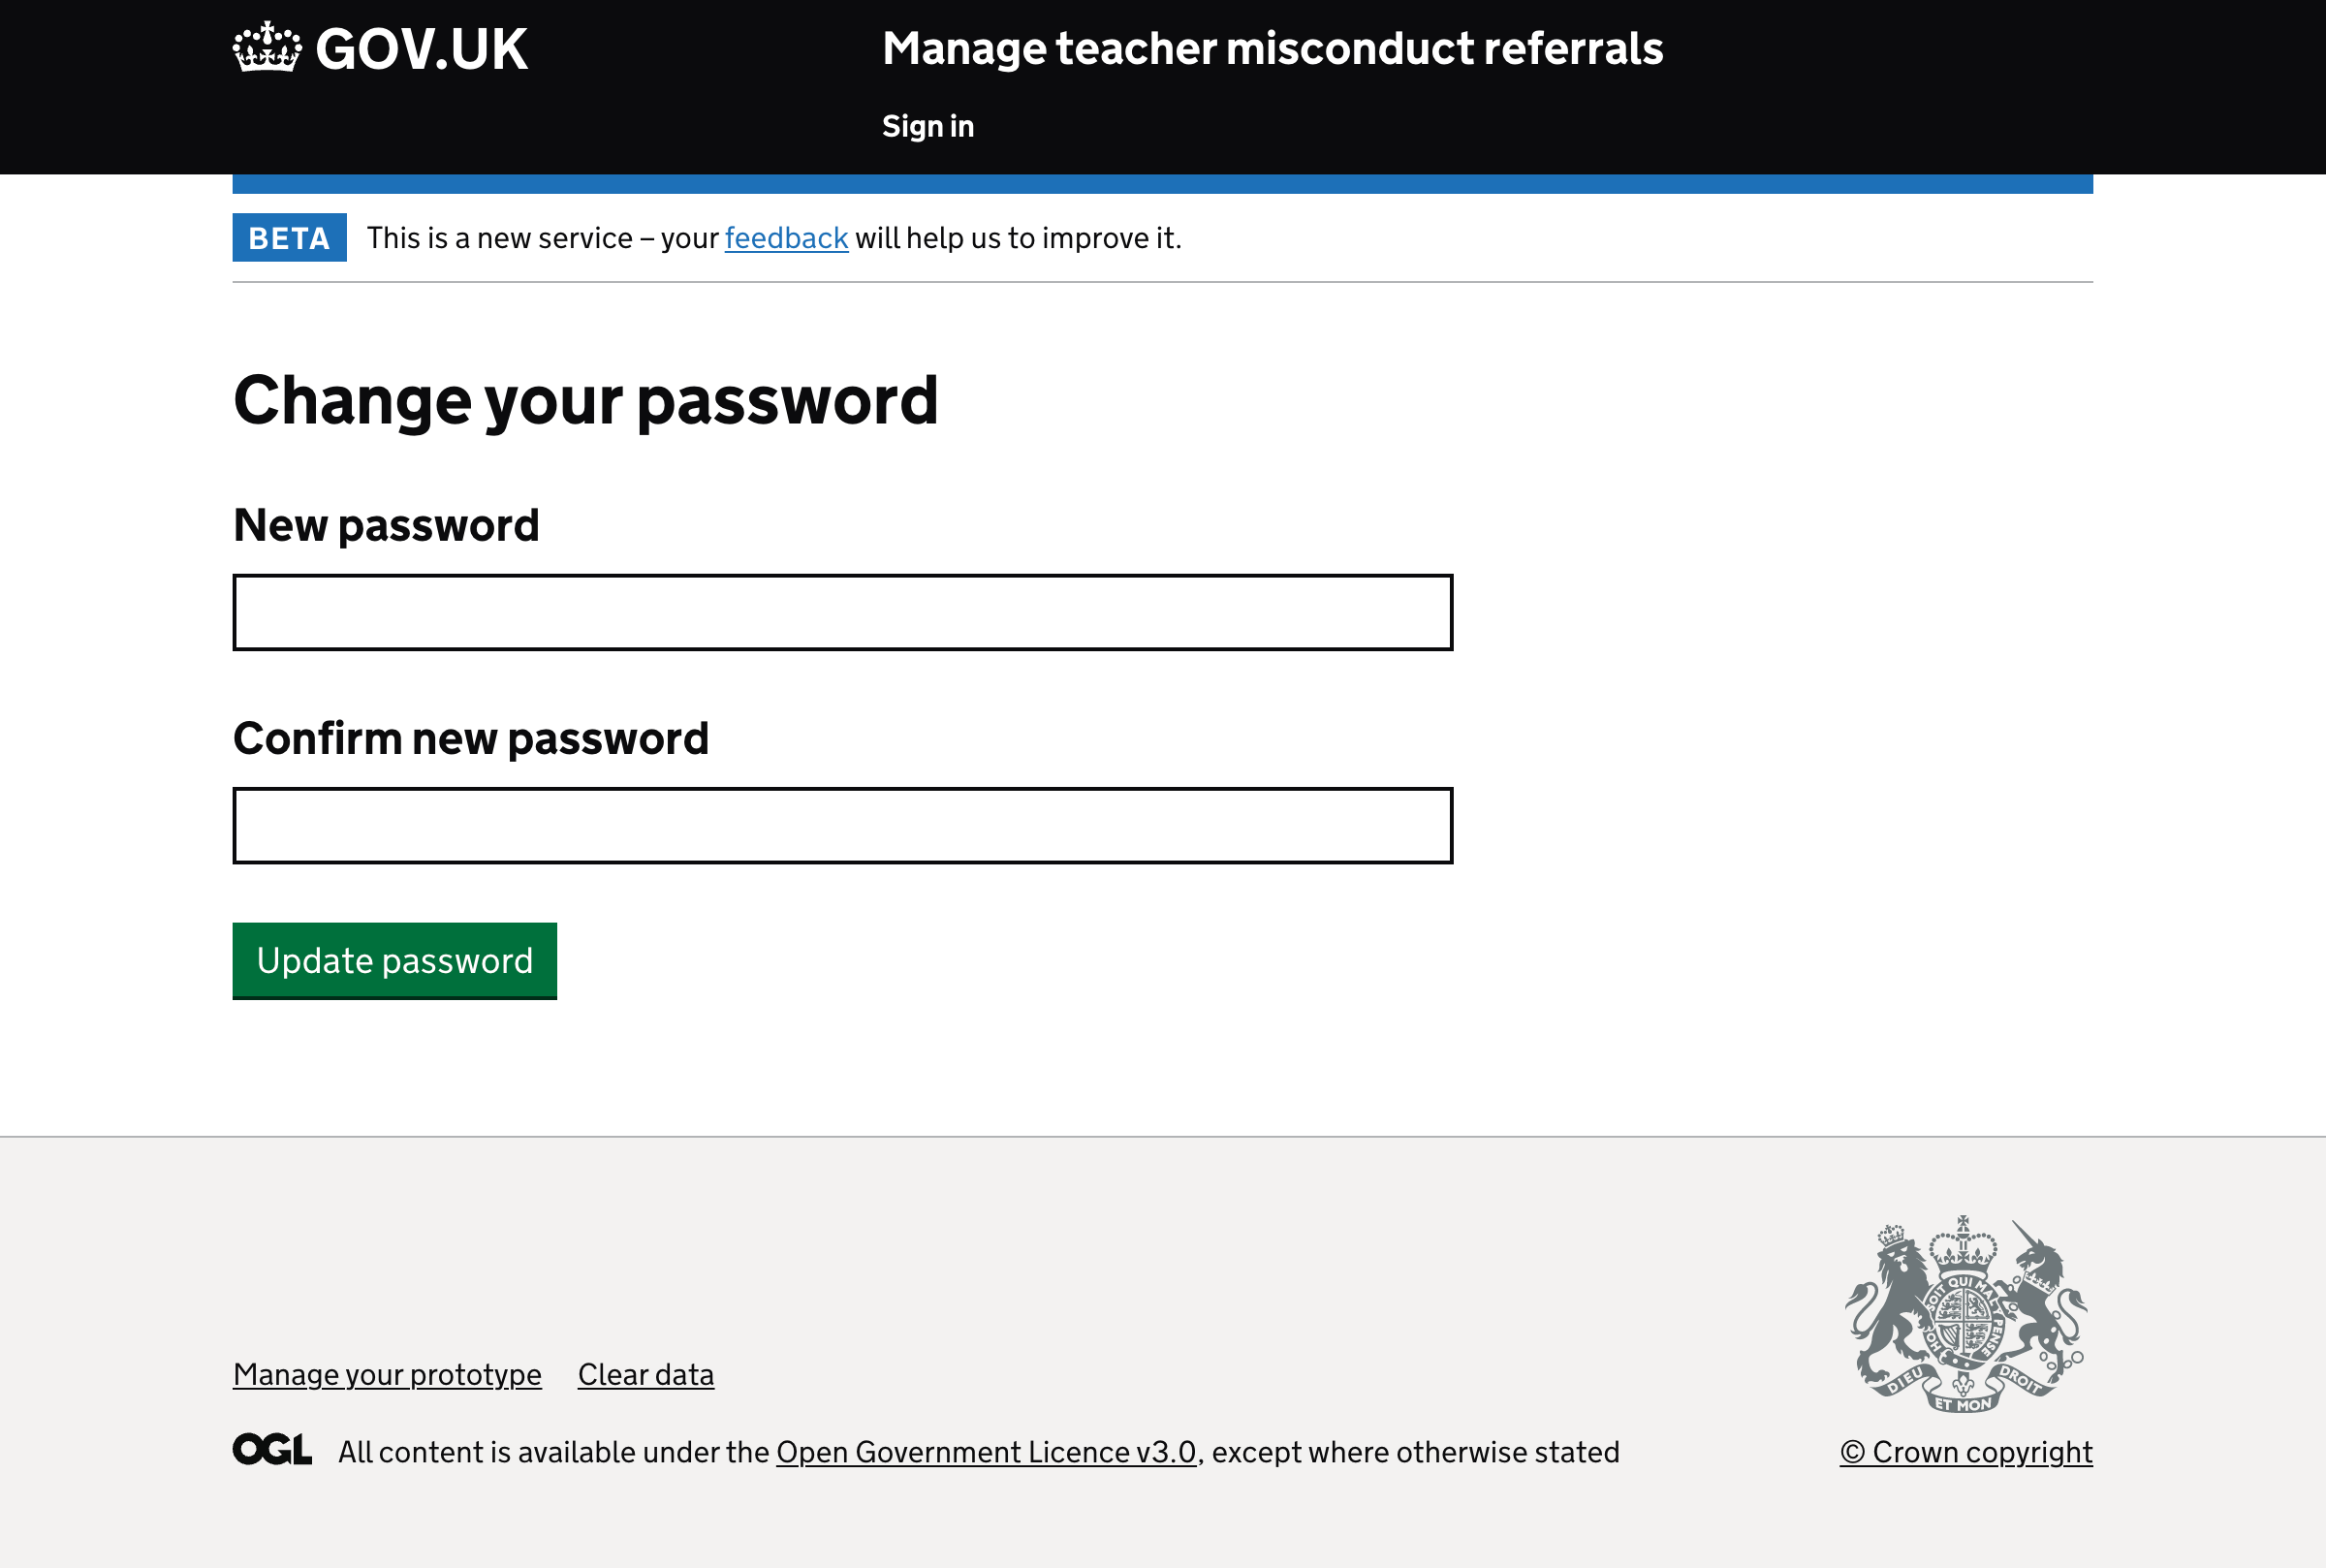 GOV.UK
Manage teacher misconduct referrals
Sign in
BETA This is a new service – your feedback will help us to improve it.
Change your password
New password
Confirm new password
Update password
Manage your prototype Clear data
OGL All content is available under the Open Government Licence v3.0, except where otherwise stated
SOIT QUI MAL Y PENSE
HO
DIEU ET MON DROIT
© Crown copyright